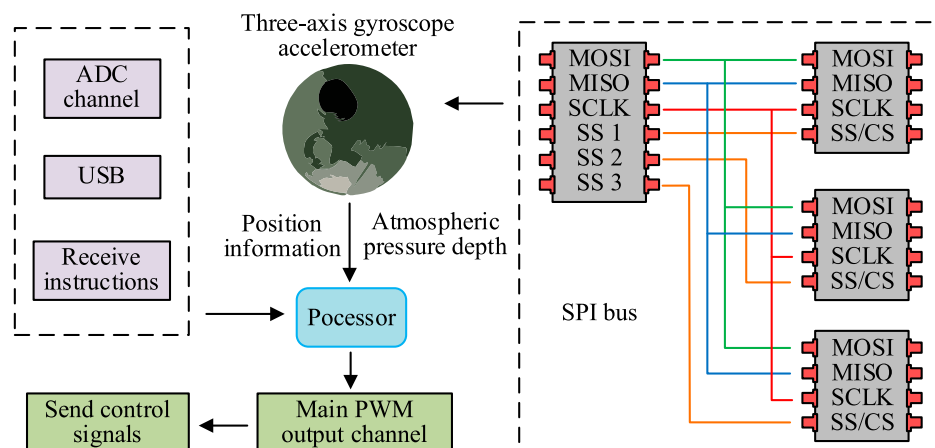 Three-axis gyroscope
accelerometer
ADC
channel
USB
Receive
instructions
Position
information
Atmospheric
pressure depth
Pocessor
Main PWM
output channel
Send control
signals
MOSI
MISO
SCLK
SS 1
SS 2
SS 3
SPI bus
MOSI
MISO
SCLK
SS/CS
MOSI
MISO
SCLK
SS/CS
MOSI
MISO
SCLK
SS/CS